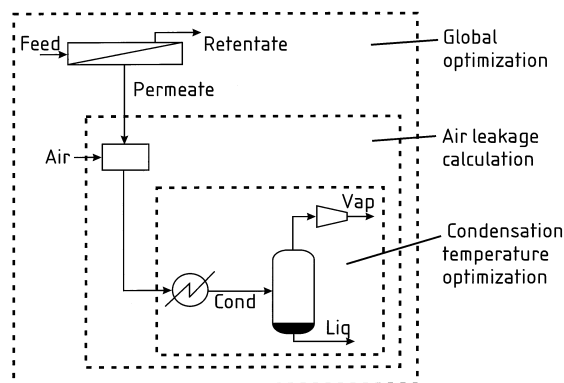 Feed
Retentate
Global
optimization
Permeate
Air
Air leakage
calculation
Vap
Condensation
temperature
optimization
Cond
Liq